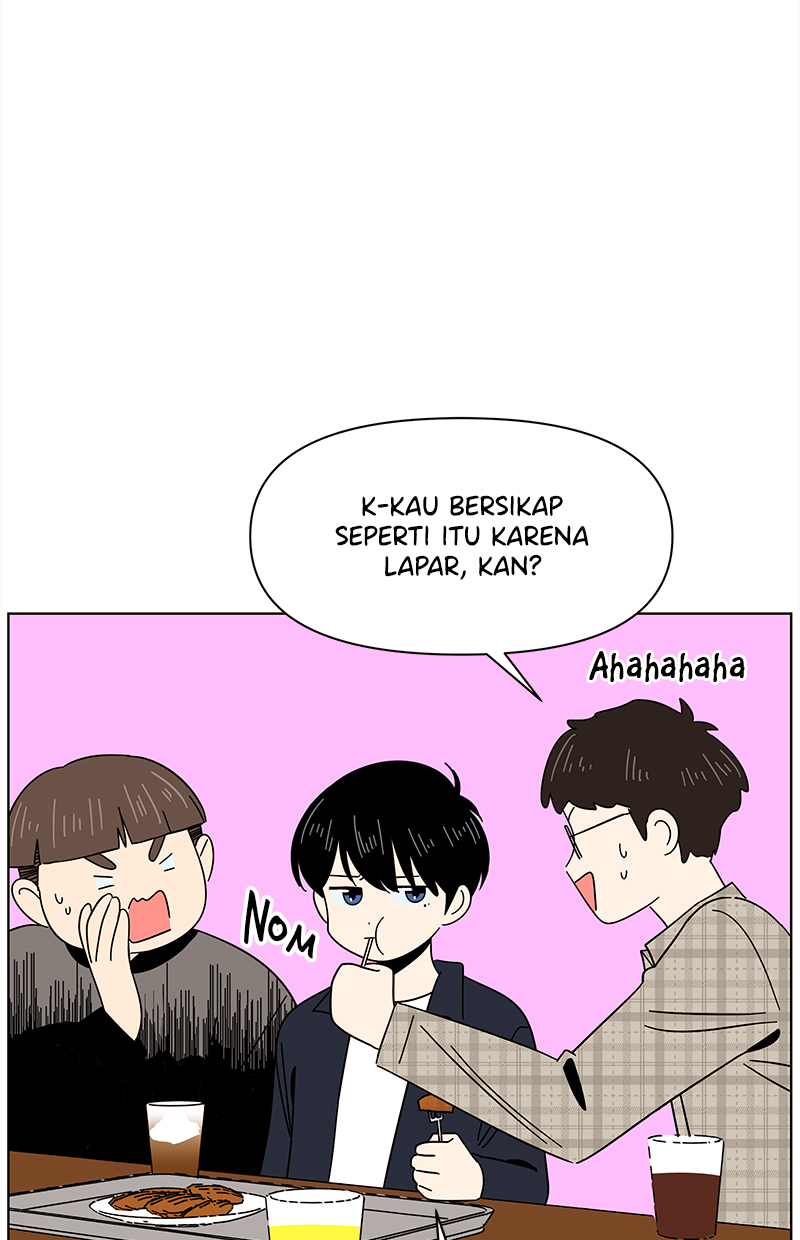 K-KAU BERSIKAP
SEPERTI ITU KARENA
LAPAR, KAN?
Ahahahaha
NOM